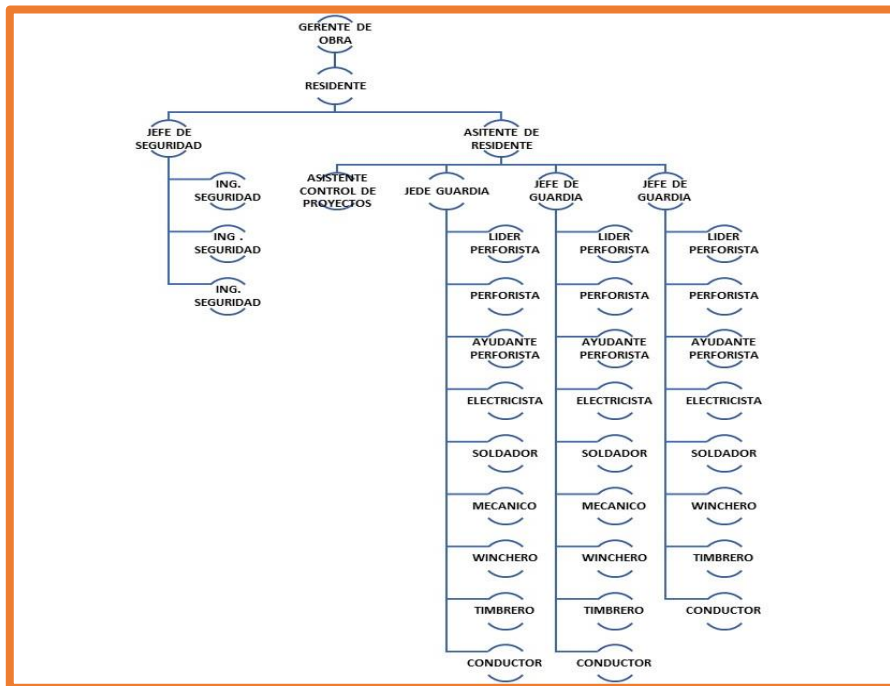 GERENTE DE
OBRA
RESIDENTE
JEFE DE
SEGURIDAD
ASITENTE DE
RESIDENTE
ING.
SEGURIDAD
ING .
SEGURIDAD
ING.
SEGURIDAD
ASISTENTE
CONTROL DE
PROYECTOS
JEDE GUARDIA
LIDER
PERFORISTA
PERFORISTA
AYUDANTE
PERFORISTA
ELECTRICISTA
SOLDADOR
MECANICO
WINCHERO
TIMBRERO
CONDUCTOR
JEFE DE
GUARDIA
LIDER
PERFORISTA
PERFORISTA
AYUDANTE
PERFORISTA
ELECTRICISTA
SOLDADOR
MECANICO
WINCHERO
TIMBRERO
CONDUCTOR
JEFE DE
GUARDIA
LIDER
PERFORISTA
PERFORISTA
AYUDANTE
PERFORISTA
ELECTRICISTA
SOLDADOR
WINCHERO
TIMBRERO
CONDUCTOR